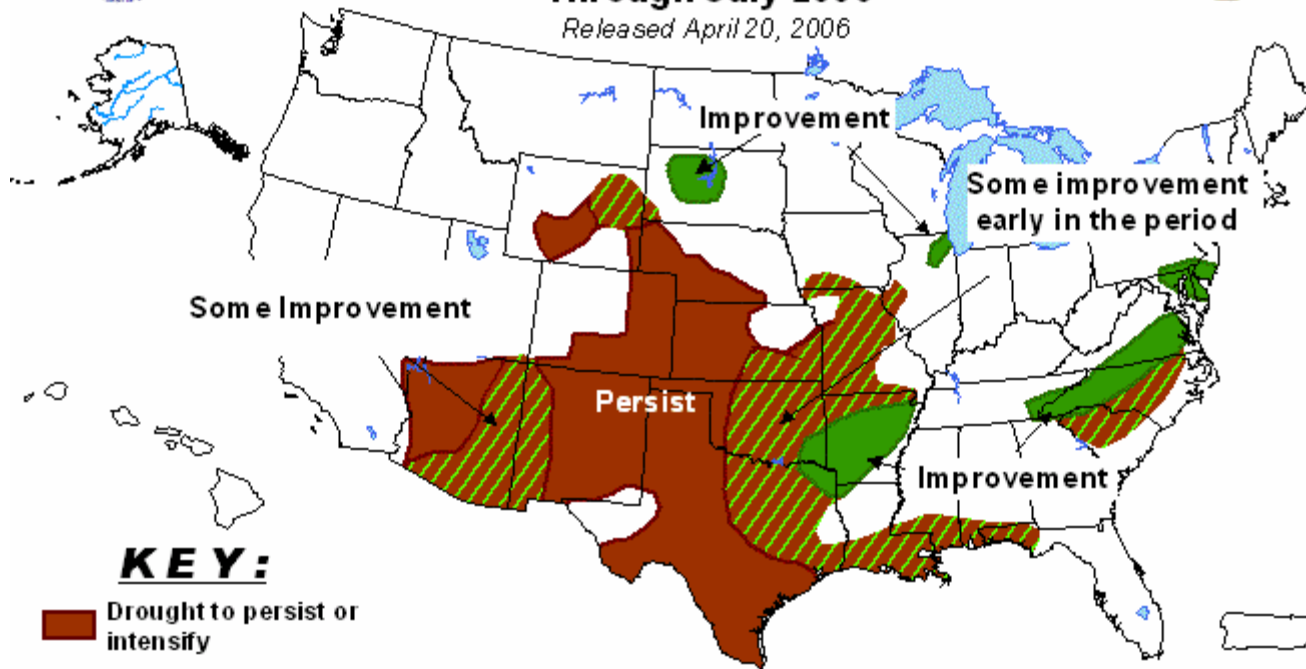 Released April 20, 2006
Improvement
Some improvement
early in the period
Some Improvement
Persist
Improvement
KEY:
Drought to persist or
intensify